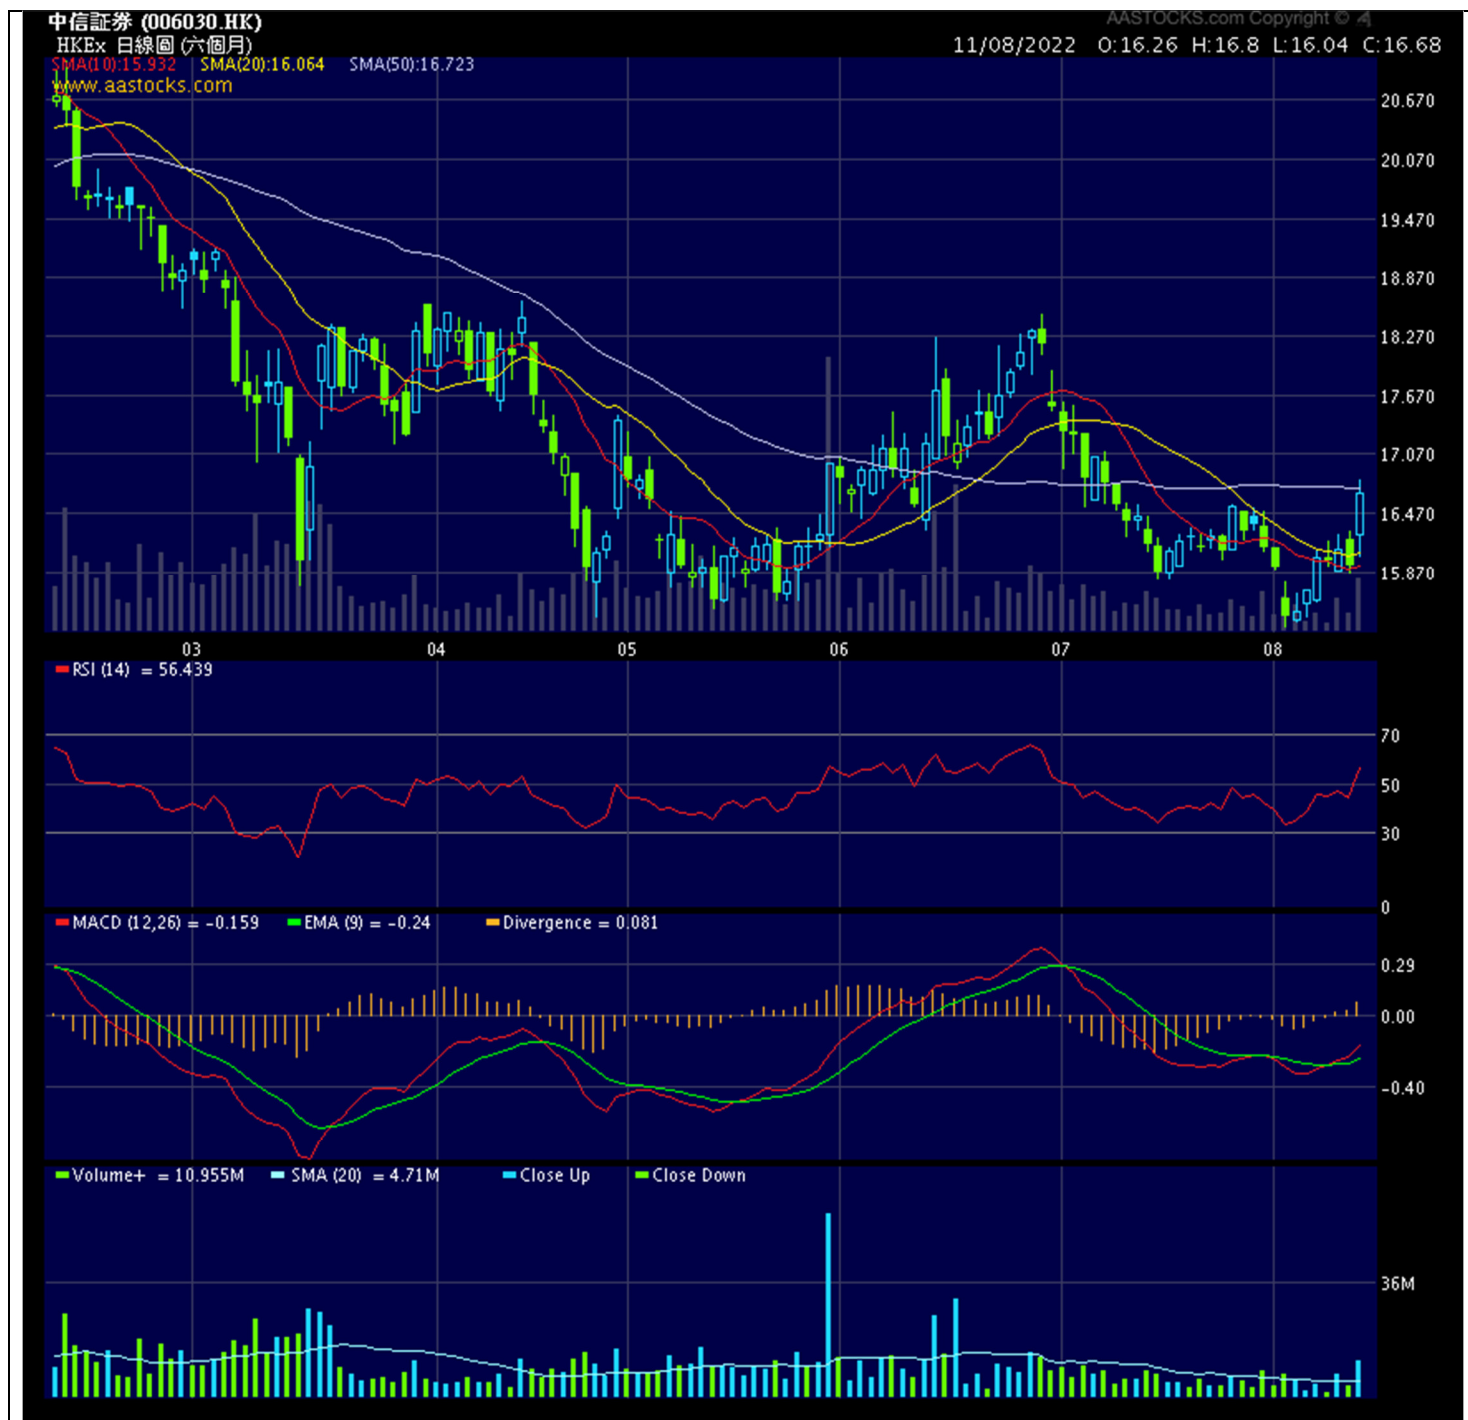 中信証券 (006030.HK)
AASTOCKS.com Copyright ©
HKEx 日線圖 (六個月)
11/08/2022 O:16.26 H:16.8 L:16.04 C:16.68
SMA(10):15.932 SMA(20):16.064 SMA(50):16.723
www.aastocks.com
20.670
20.070
19.470
18.870
18.270
17.670
17.070
16.470
15.870
03 04 05 06 07 08
RSI (14) = 56.439
70
50
30
0
MACD (12,26) = -0.159 EMA (9) = -0.24 Divergence = 0.081
0.29
0.00
-0.40
Volume+ = 10.955M SMA (20) = 4.71M Close Up Close Down
36M